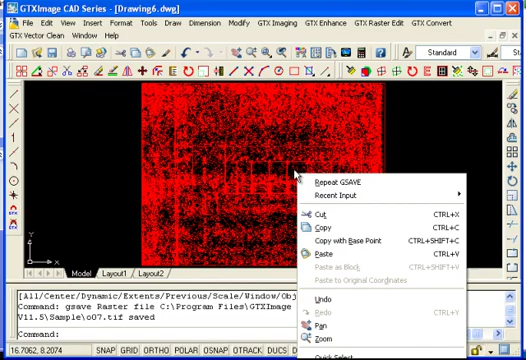 GTXImage CAD Series - [Drawing6.dwg]
File Edit View Insert Format Tools Draw Dimension Modify GTX Imaging GTX Enhance GTX Raster Edit GTX Convert
GTX Vector Clean Window Help
Standard
Repeat GSAVE
Recent Input
Cut CTRL+X
Copy CTRL+C
Copy with Base Point CTRL+SHIFT+C
Paste CTRL+V
Paste as Block CTRL+SHIFT+V
Paste to Original Coordinates
Undo
Redo CTRL+Y
Pan
Zoom
Quick Select...
Y
X
Model Layout1 Layout2
[All/Center/Dynamic/Extents/Previous/Scale/Window/Obj
Command: gsave Raster file C:\Program Files\GTXImage
V11.5\Sample\o07.tif saved
Command:
16.7062, 8.2074 SNAP GRID ORTHO POLAR OSNAP OTRACK DUCS